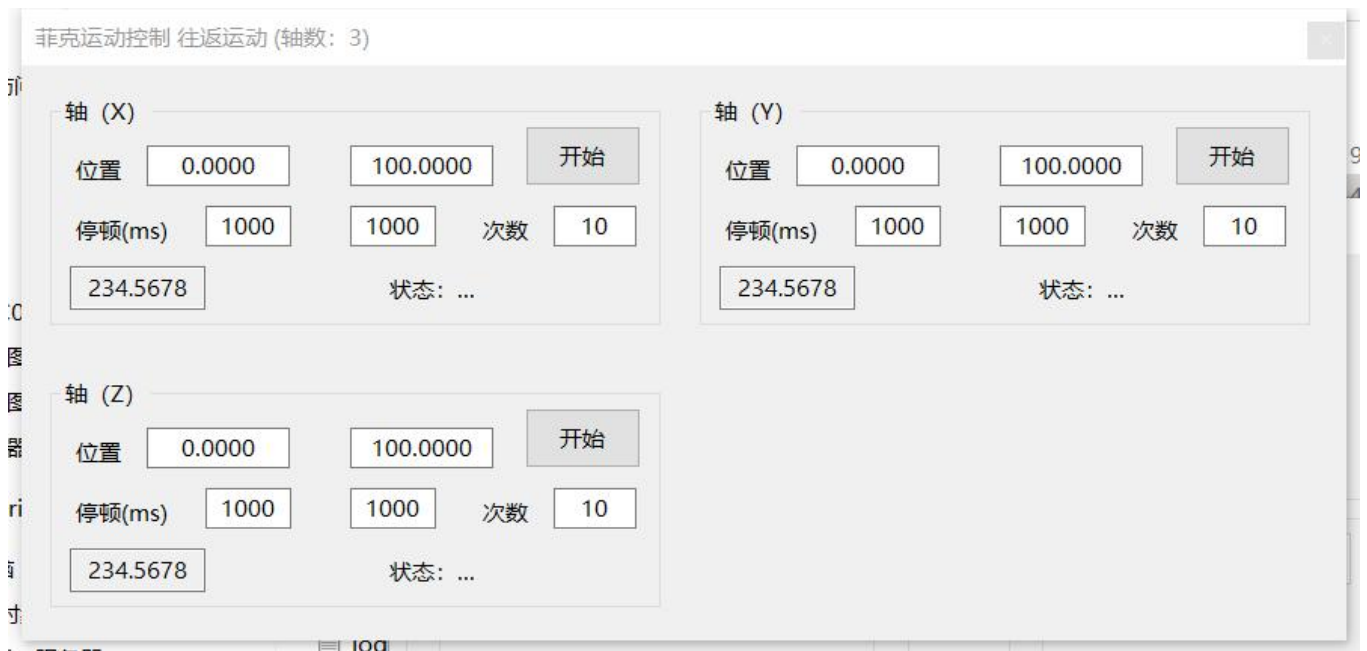 菲克运动控制 往返运动 (轴数：3)
轴 (X)
位置 0.0000 100.0000 开始
停顿(ms) 1000 1000 次数 10
234.5678 状态：...
轴 (Y)
位置 0.0000 100.0000 开始
停顿(ms) 1000 1000 次数 10
234.5678 状态：...
轴 (Z)
位置 0.0000 100.0000 开始
停顿(ms) 1000 1000 次数 10
234.5678 状态：...
图
图
器
ri
log